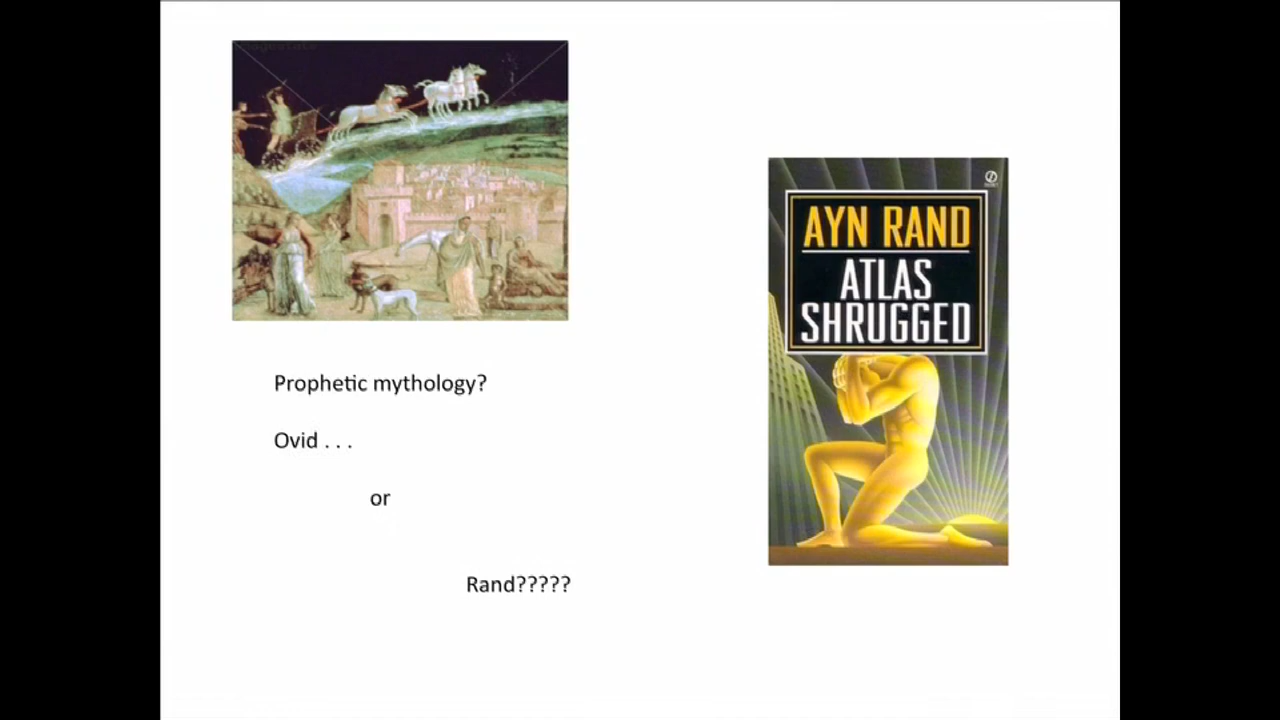 Prophetic mythology?
Ovid . . .
or
Rand?????
AYN RAND
ATLAS
SHRUGGED